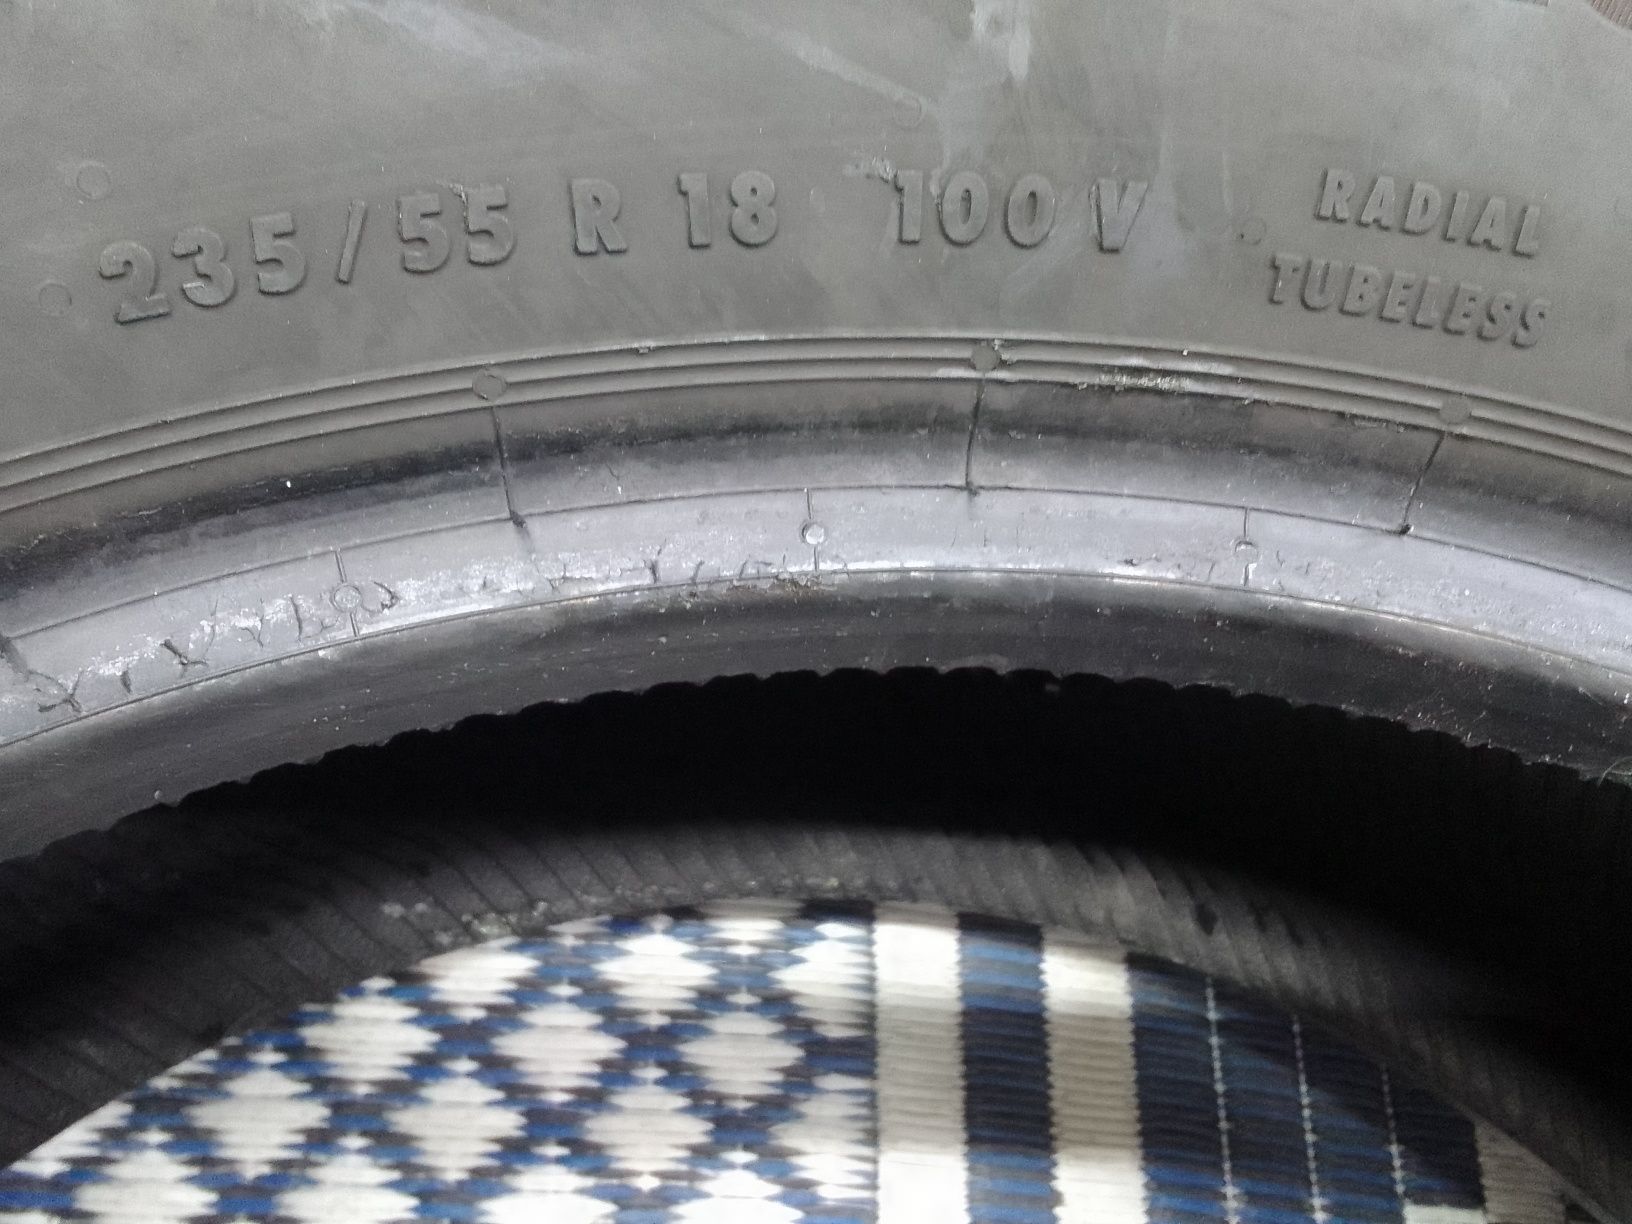 235/55 R 18 100 V
RADIAL
TUBELESS